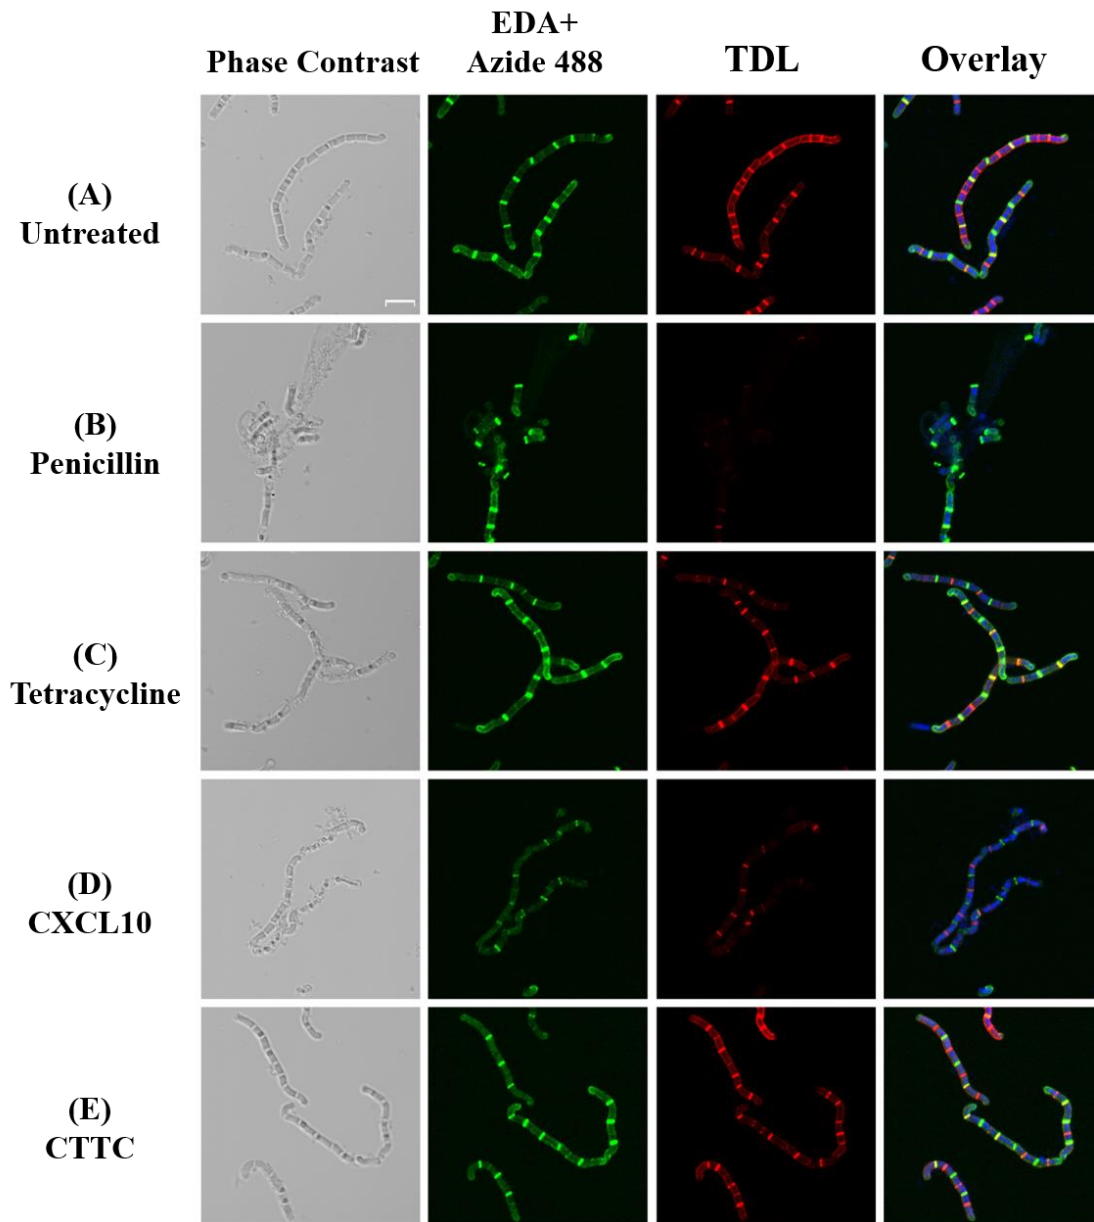 Phase Contrast
EDA+
Azide 488
TDL
Overlay
(A)
Untreated
(B)
Penicillin
(C)
Tetracycline
(D)
CXCL10
(E)
CTTC